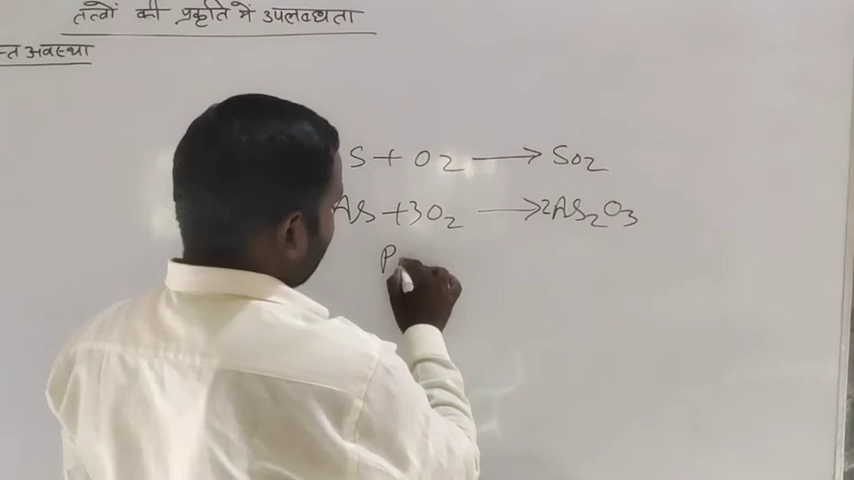 तत्वों की प्रकृति में उपलब्धता
न्त अवस्था
S + O2 → SO2
AS + 3O2 → 2AS2O3
P